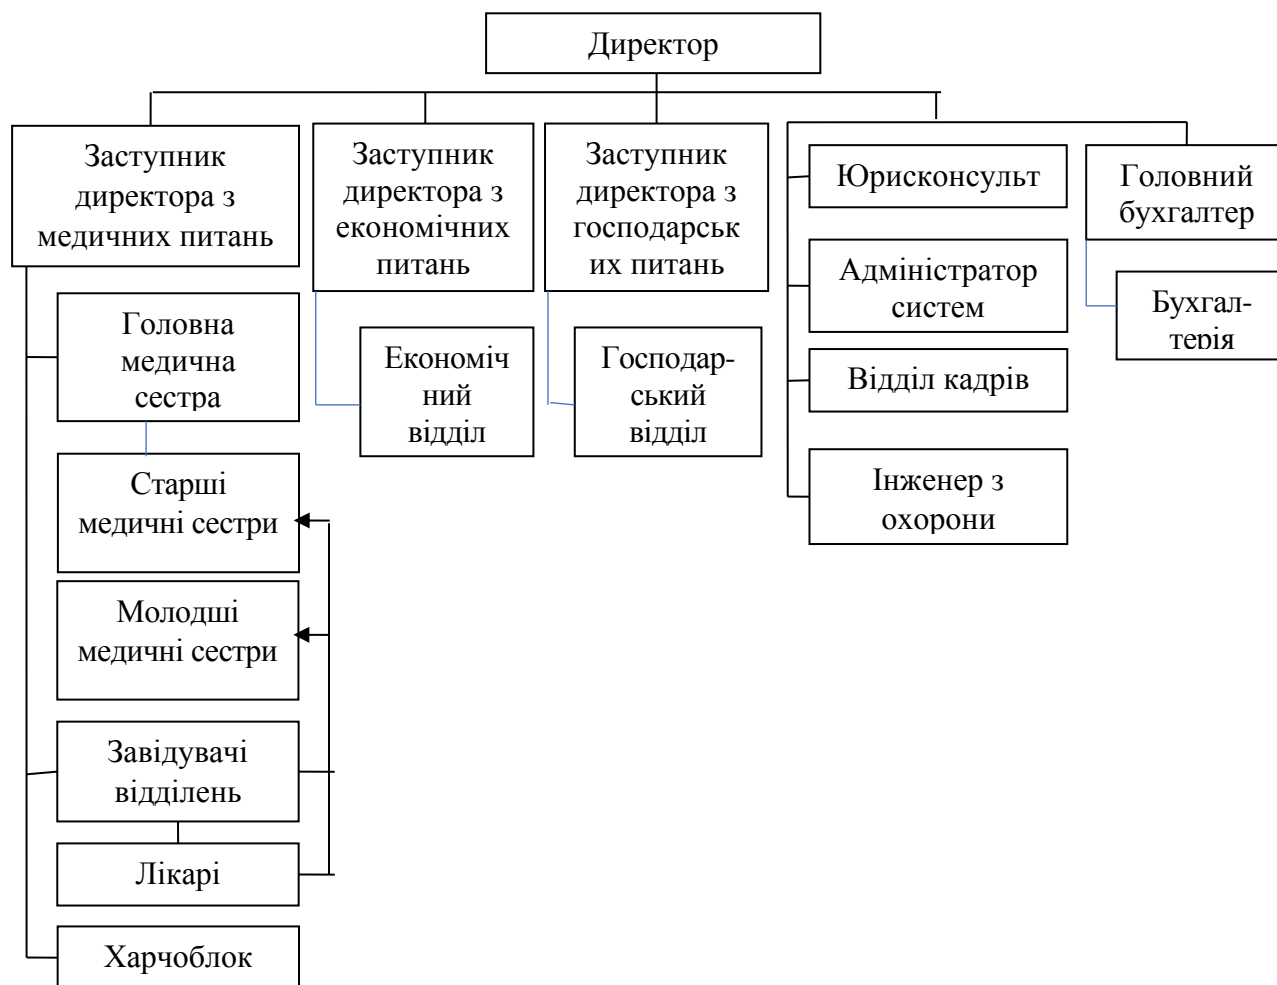 Директор
Заступник
директора з
медичних питань
Заступник
директора з
економічних
питань
Заступник
директора з
господарськ
их питань
Юрисконсульт
Головний
бухгалтер
Адміністратор
систем
Бухгал-
терія
Головна
медична
сестра
Економіч
ний
відділ
Господар-
ський
відділ
Відділ кадрів
Старші
медичні сестри
Інженер з
охорони
Молодші
медичні сестри
Завідувачі
відділень
Лікарі
Харчоблок